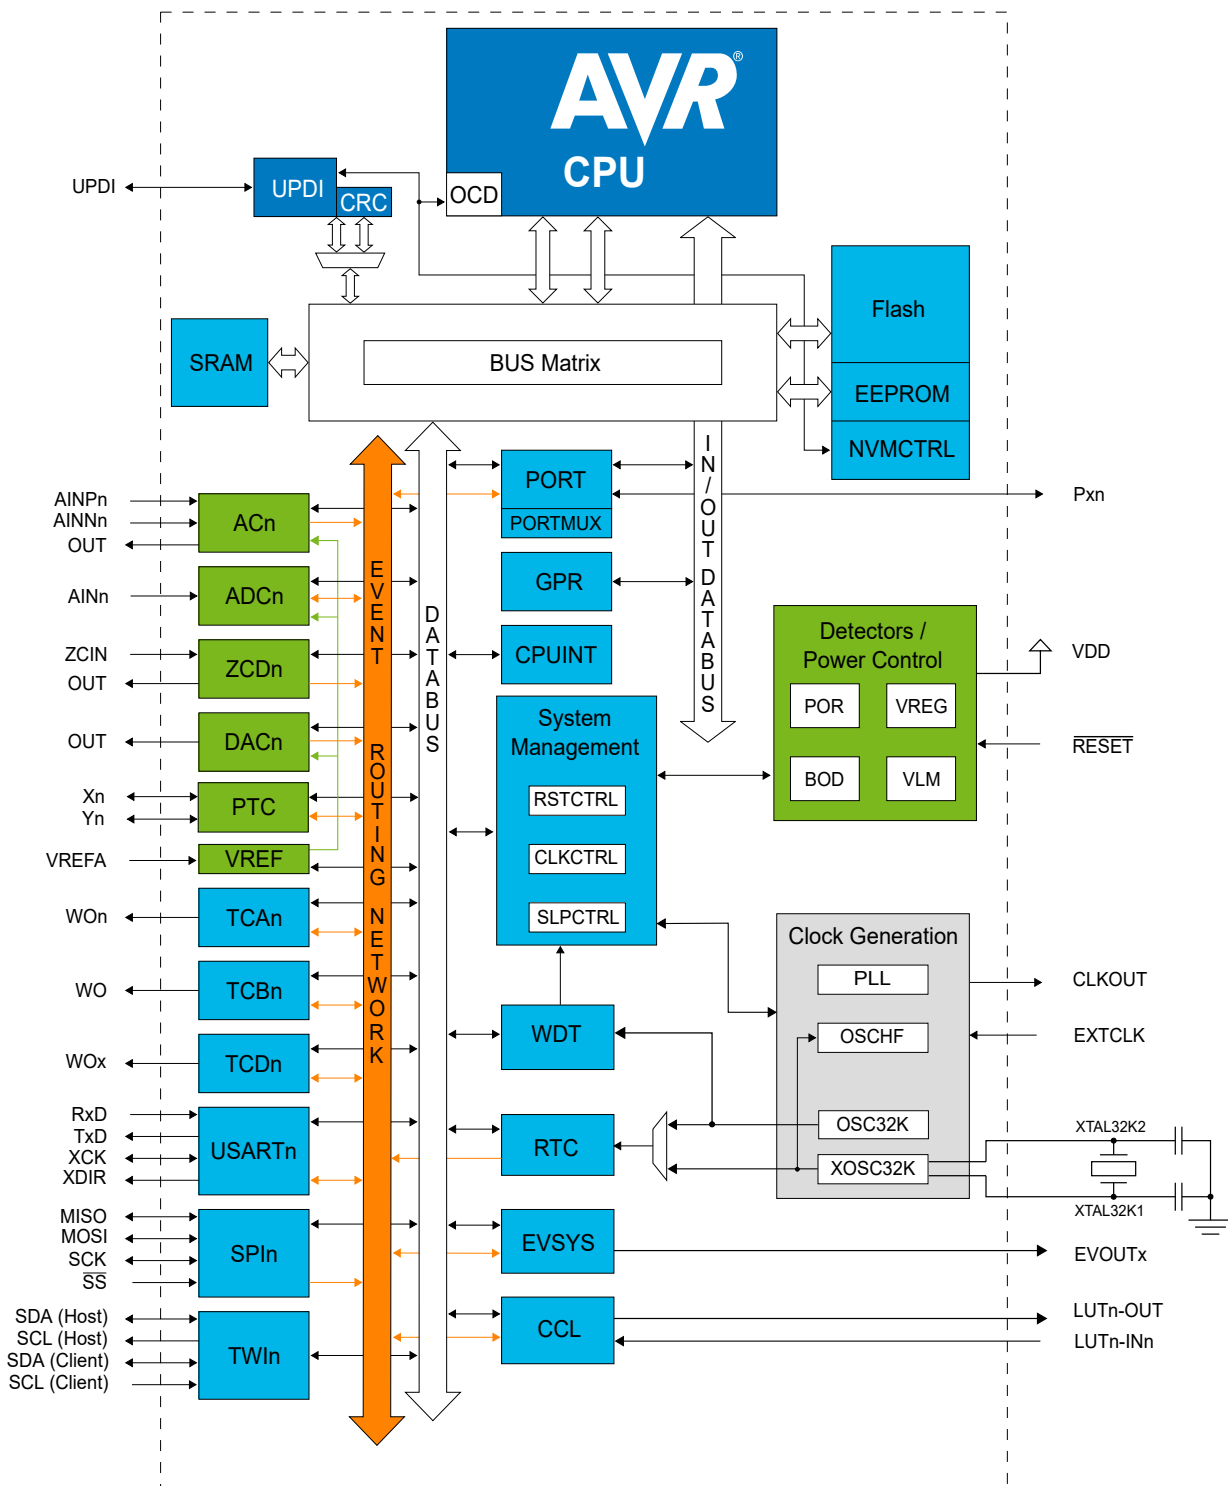 AVR®
CPU
OCD
UPDI
UPDI
CRC
Flash
SRAM
BUS Matrix
EEPROM
NVMCTRL
IN/OUT DATABUS
EVENT ROUTING NETWORK
DATABUS
AINPn
AINNn
OUT
ACn
PORT
PORTMUX
Pxn
AINn
ADCn
GPR
ZCIN
OUT
ZCDn
CPUINT
Detectors /
Power Control
POR
VREG
BOD
VLM
VDD
RESET
OUT
DACn
System
Management
RSTCTRL
CLKCTRL
SLPCTRL
Xn
Yn
PTC
VREFA
VREF
WOn
TCAn
Clock Generation
PLL
OSCHF
OSC32K
XOSC32K
CLKOUT
EXTCLK
WO
TCBn
WDT
WOx
TCDn
RxD
TxD
XCK
XDIR
USARTn
RTC
XTAL32K2
XTAL32K1
MISO
MOSI
SCK
SS
SPIn
EVSYS
EVOUTx
SDA (Host)
SCL (Host)
SDA (Client)
SCL (Client)
TWIn
CCL
LUTn-OUT
LUTn-INn